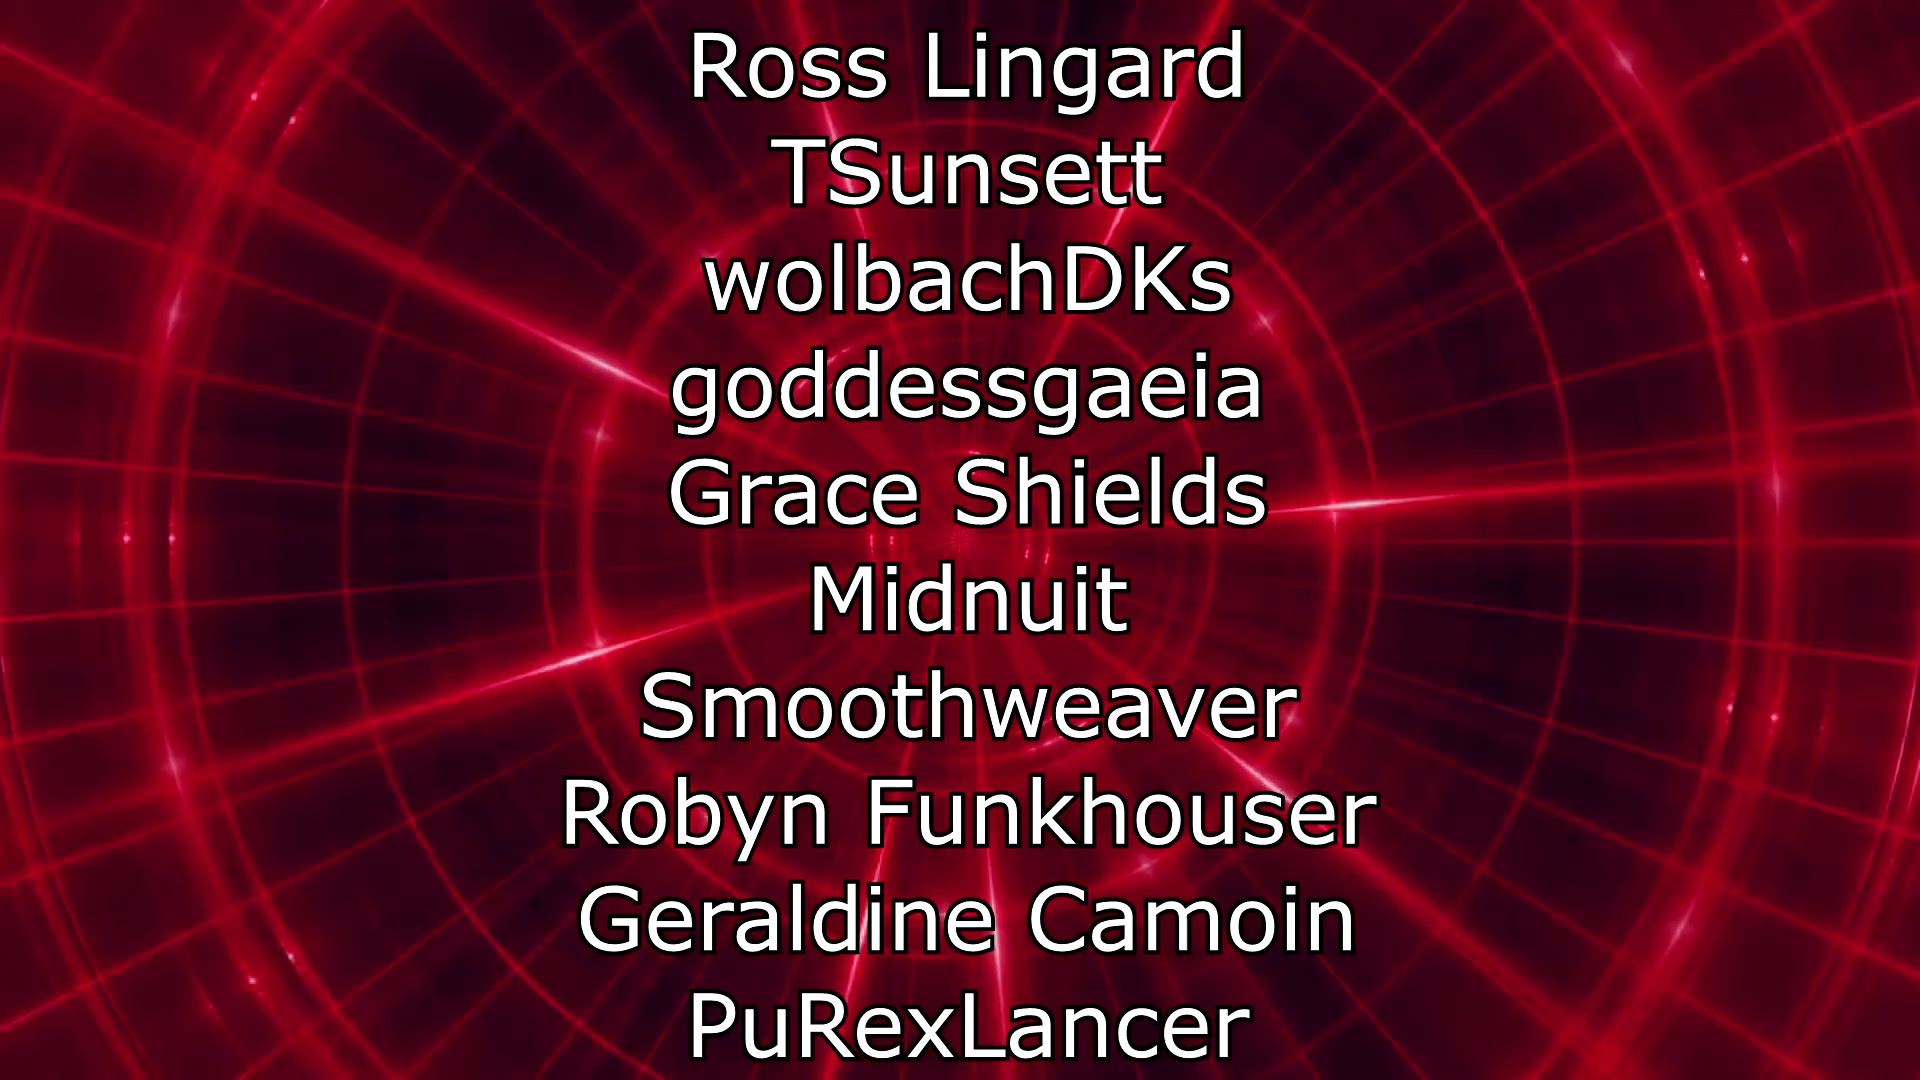 Ross Lingard
TSunsett
wolbachDKs
goddessgaeia
Grace Shields
Midnuit
Smoothweaver
Robyn Funkhouser
Geraldine Camoin
PuRexLancer